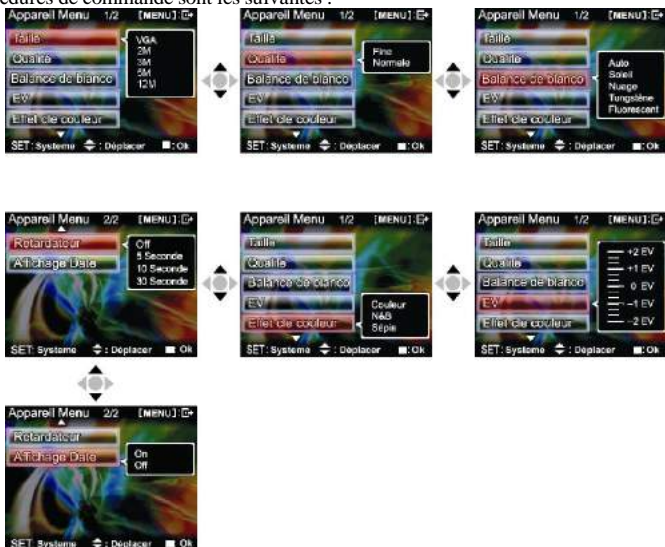 édures de commande sont les suivantes :
Appareil Menu 1/2 [MENU]:
Taille
Qualité
Balance de blanco
EV
Effet de couleur
VGA
2M
3M
5M
12M
SET: Systeme : Déplacer : Ok
Appareil Menu 1/2 [MENU]:
Taille
Qualité
Balance de blanco
EV
Effet de couleur
Fine
Normale
SET: Systeme : Déplacer : Ok
Appareil Menu 1/2 [MENU]:
Taille
Qualité
Balance de blanco
EV
Effet de couleur
Auto
Soleil
Nuage
Tungstène
Fluorescent
SET: Systeme : Déplacer : Ok
Appareil Menu 2/2 [MENU]:
Retardateur
Affichage Date
Off
5 Seconde
10 Seconde
30 Seconde
SET: Systeme : Déplacer : Ok
Appareil Menu 1/2 [MENU]:
Taille
Qualité
Balance de blanco
EV
Effet de couleur
Couleur
N&B
Sépia
SET: Systeme : Déplacer : Ok
Appareil Menu 1/2 [MENU]:
Taille
Qualité
Balance de blanco
EV
Effet de couleur
+2 EV
+1 EV
0 EV
-1 EV
-2 EV
SET: Systeme : Déplacer : Ok
Appareil Menu 2/2 [MENU]:
Retardateur
Affichage Date
On
Off
SET: Systeme : Déplacer Ok